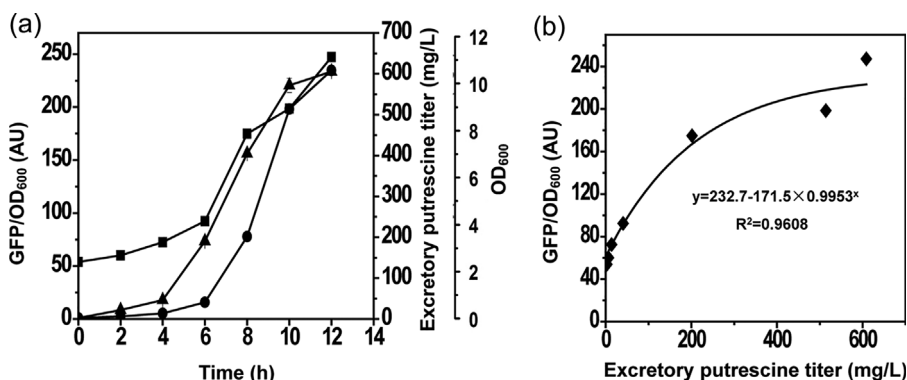 (a)
GFP/OD600 (AU)
250
200
150
100
50
0
0 2 4 6 8 10 12 14
Time (h)
700
600
500
400
300
200
100
0
Excretory putrescine titer (mg/L)
12
10
8
6
4
2
0
OD600
(b)
GFP/OD600 (AU)
240
200
160
120
80
40
0
y=232.7-171.5×0.9953ˣ
R²=0.9608
0 200 400 600
Excretory putrescine titer (mg/L)